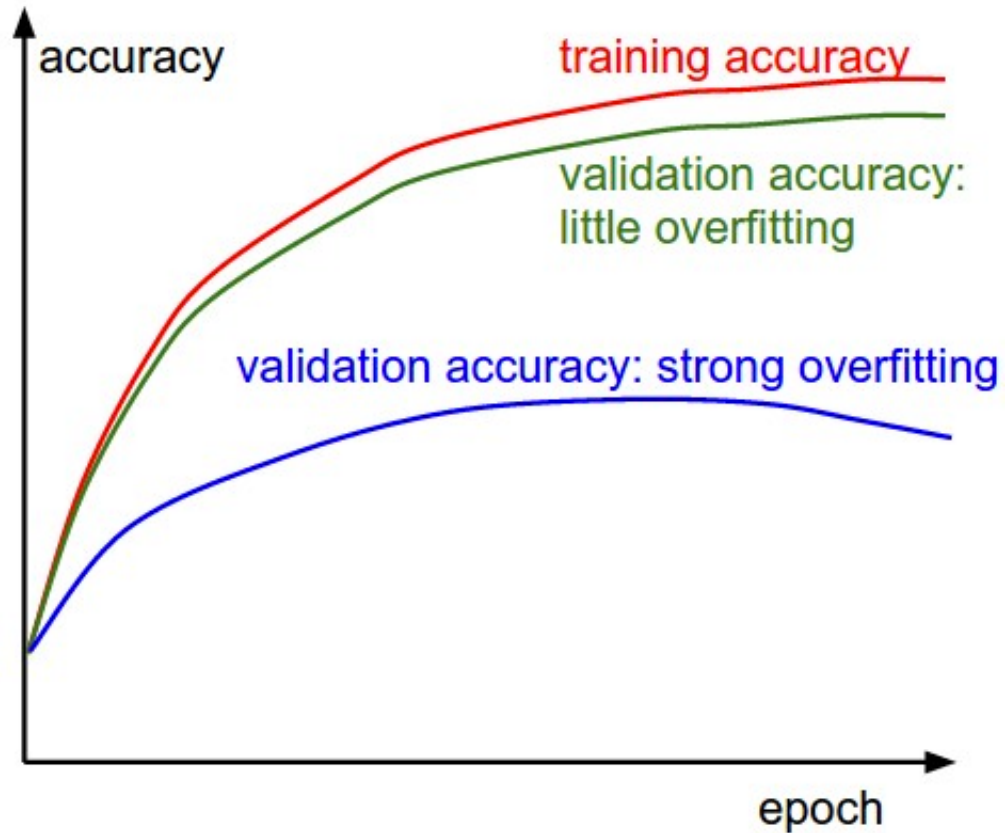 accuracy
training accuracy
validation accuracy:
little overfitting
validation accuracy: strong overfitting
epoch